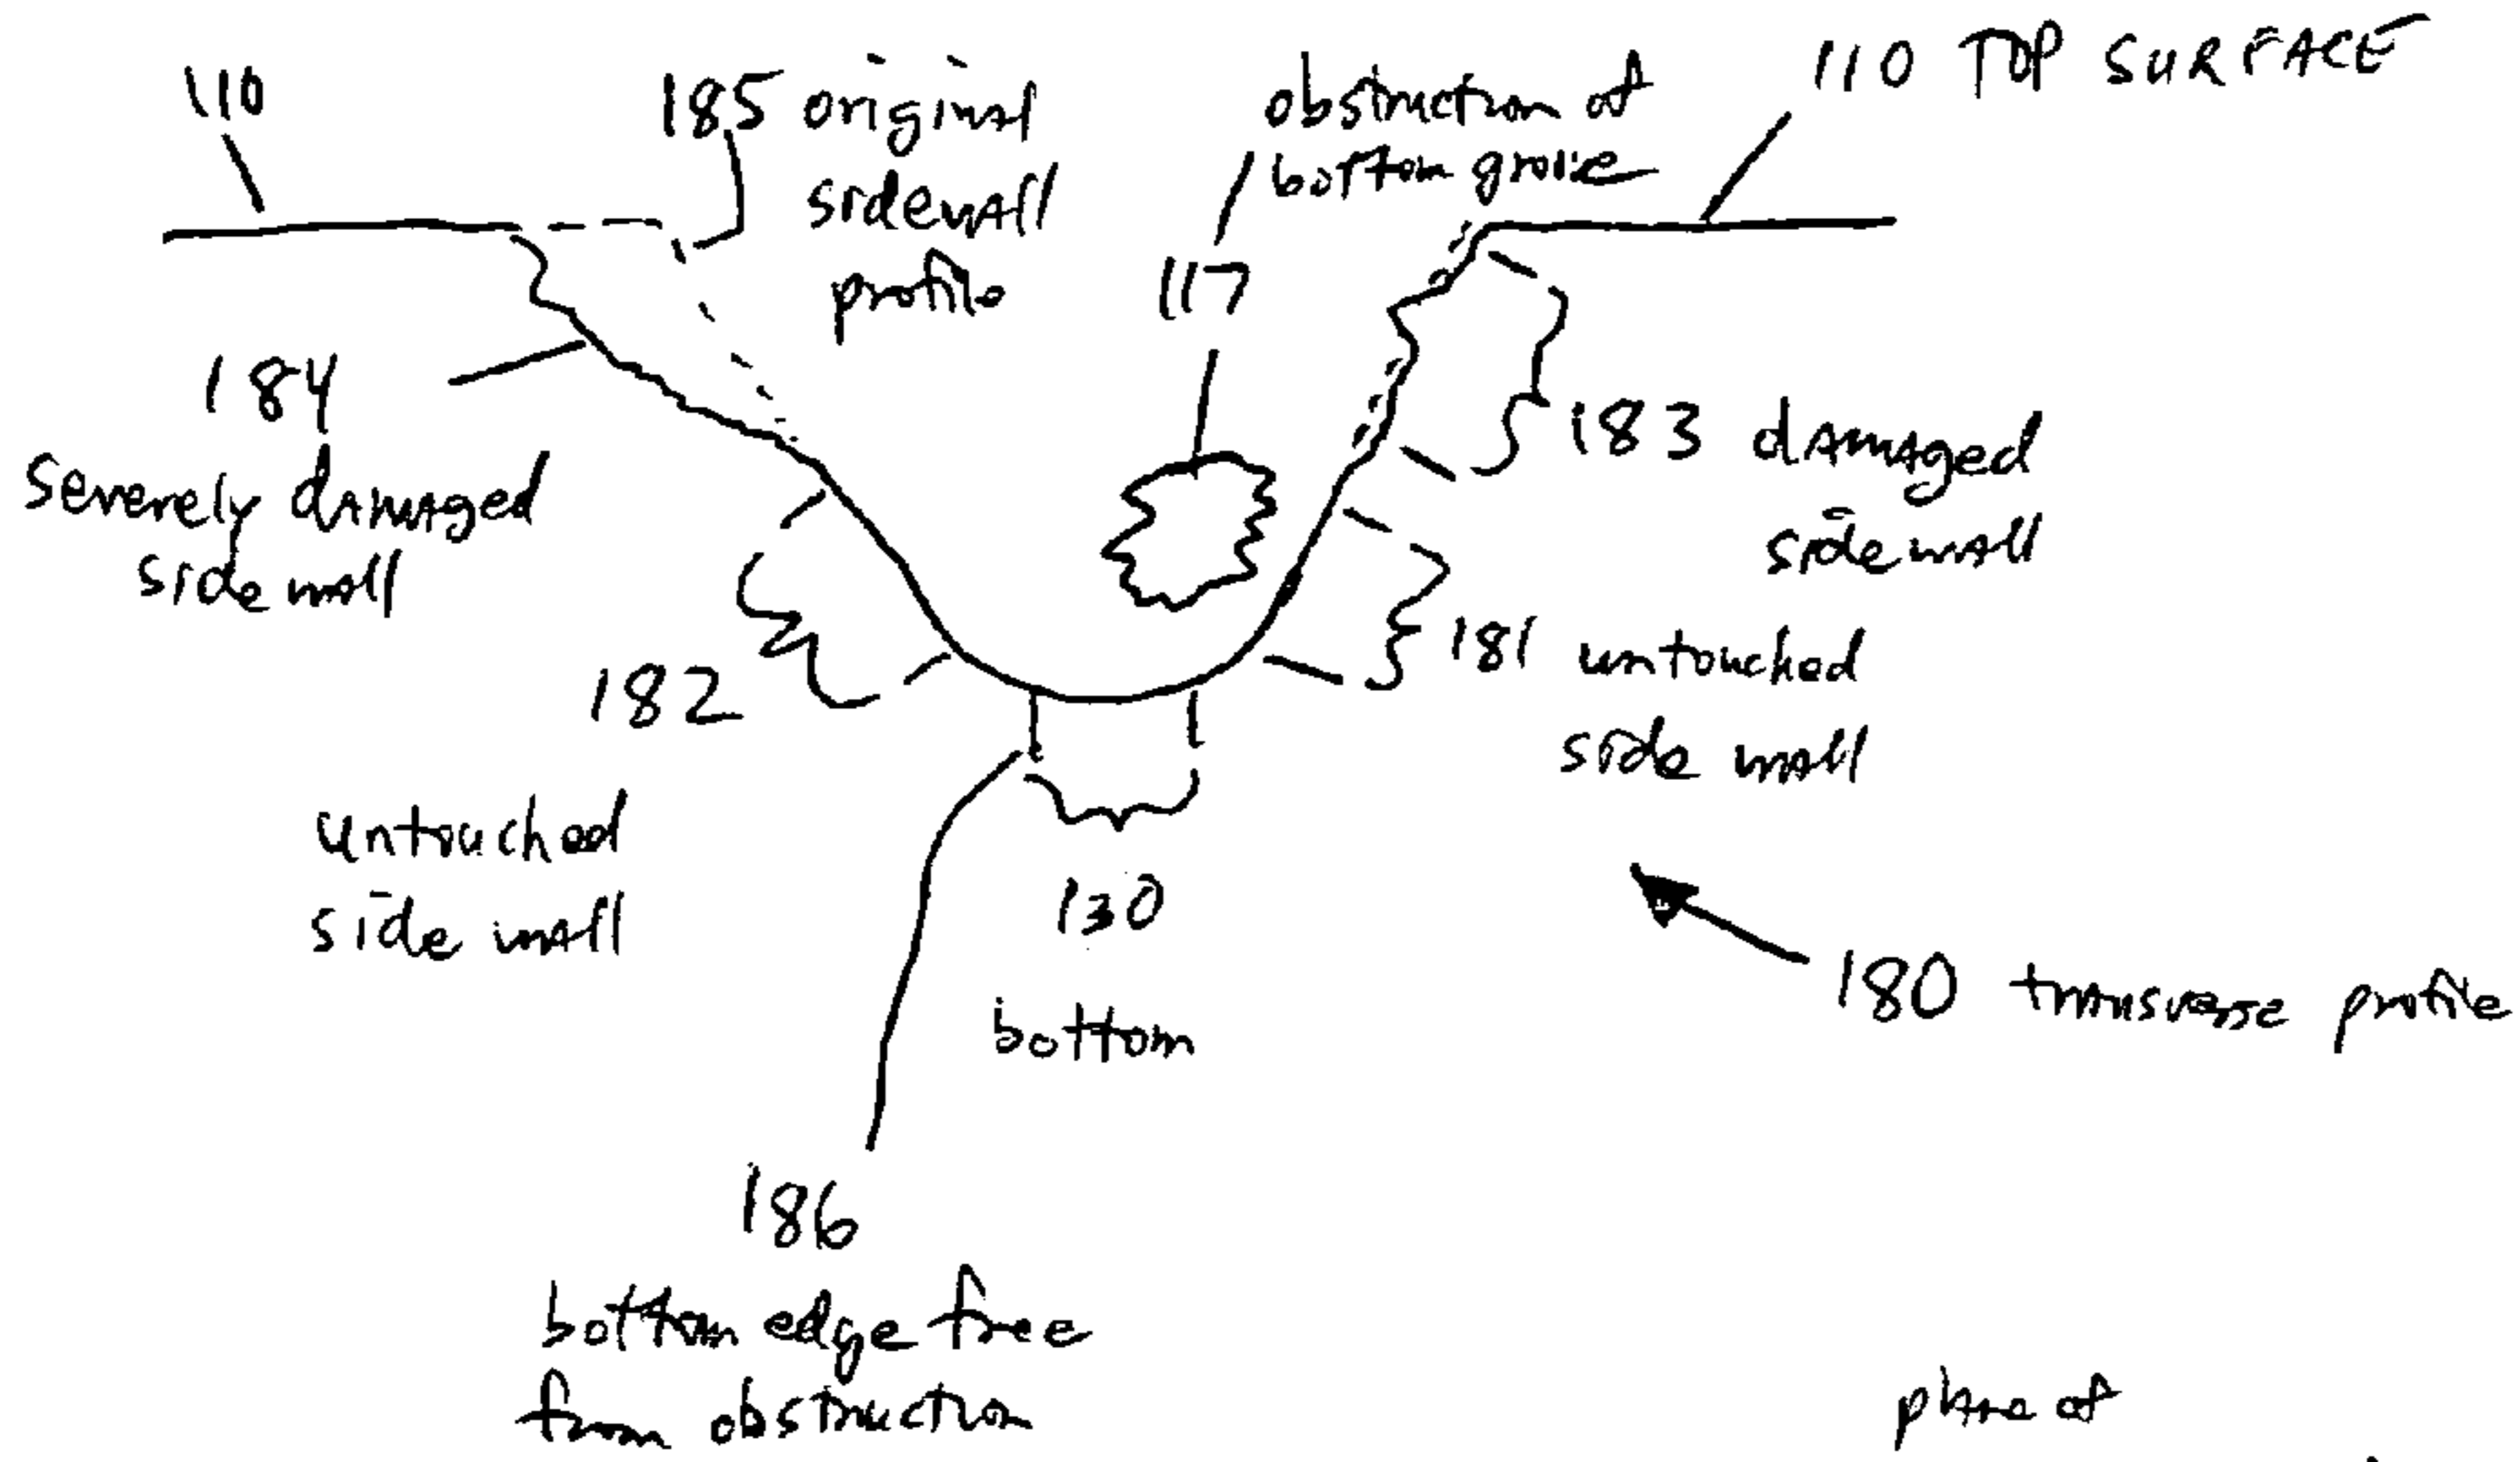 110
185 original
sidewall
profile
obstruction of
bottom grove
117
110 TOP SURFACE
184
Severely damaged
side wall
183 damaged
side wall
182
untouched
side wall
181 untouched
side wall
130
bottom
180 transverse profile
186
bottom edge free
from obstruction
plane of